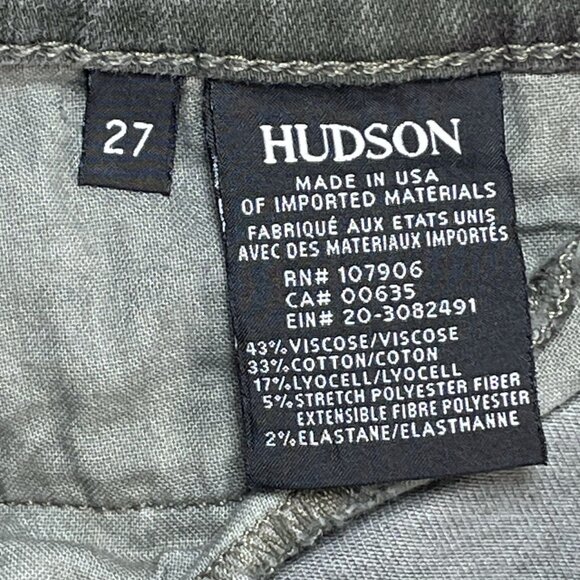 27
HUDSON
MADE IN USA
OF IMPORTED MATERIALS
FABRIQUÉ AUX ETATS UNIS
AVEC DES MATERIAUX IMPORTÉS
RN# 107906
CA# 00635
EIN# 20-3082491
43% VISCOSE/VISCOSE
33% COTTON/COTON
17% LYOCELL/LYOCELL
5% STRETCH POLYESTER FIBER
EXTENSIBLE FIBRE POLYESTER
2% ELASTANE/ELASTHANNE